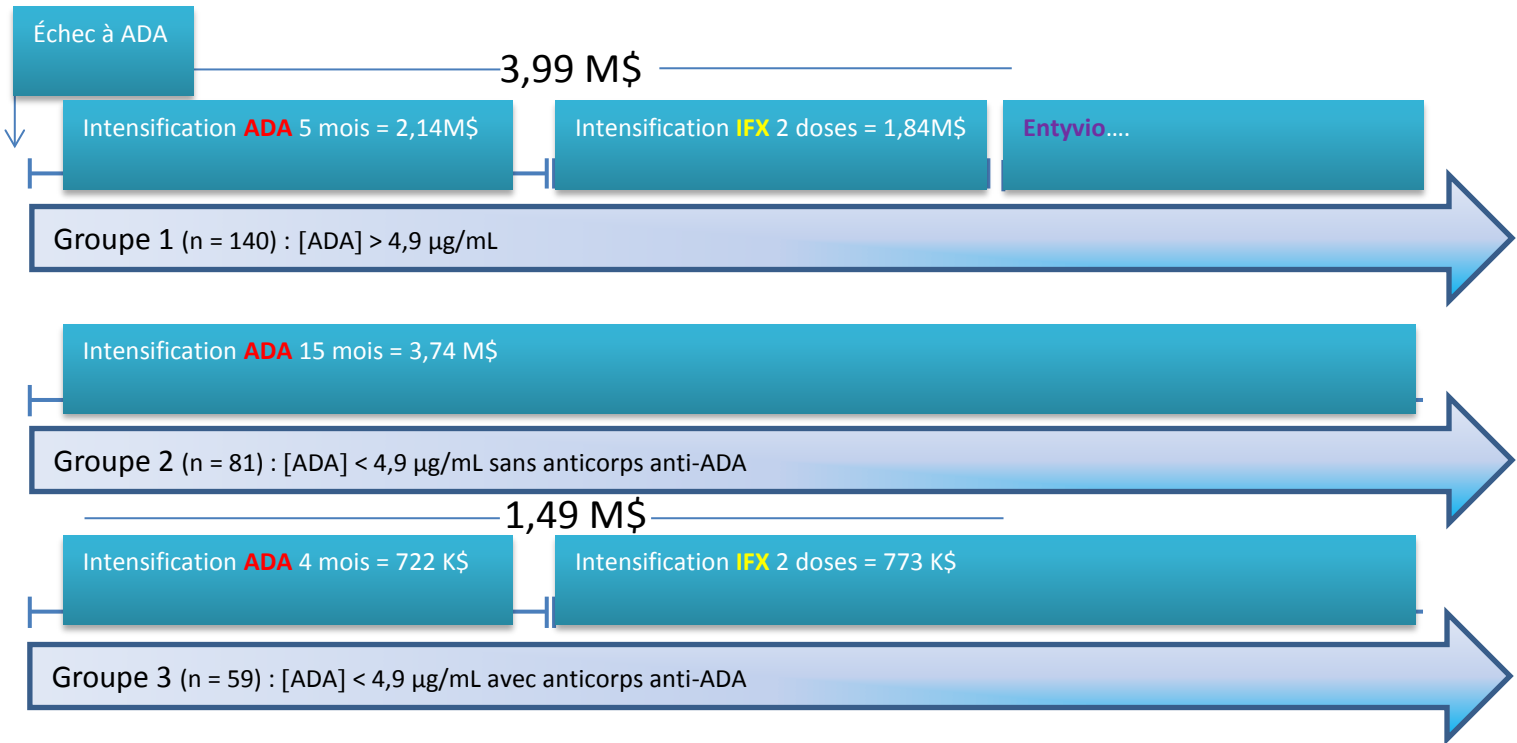 Échec à ADA
3,99 M$
Intensification ADA 5 mois = 2,14M$
Intensification IFX 2 doses = 1,84M$
Entyvio....
Groupe 1 (n = 140) : [ADA] > 4,9 µg/mL
Intensification ADA 15 mois = 3,74 M$
Groupe 2 (n = 81) : [ADA] < 4,9 µg/mL sans anticorps anti-ADA
1,49 M$
Intensification ADA 4 mois = 722 K$
Intensification IFX 2 doses = 773 K$
Groupe 3 (n = 59) : [ADA] < 4,9 µg/mL avec anticorps anti-ADA